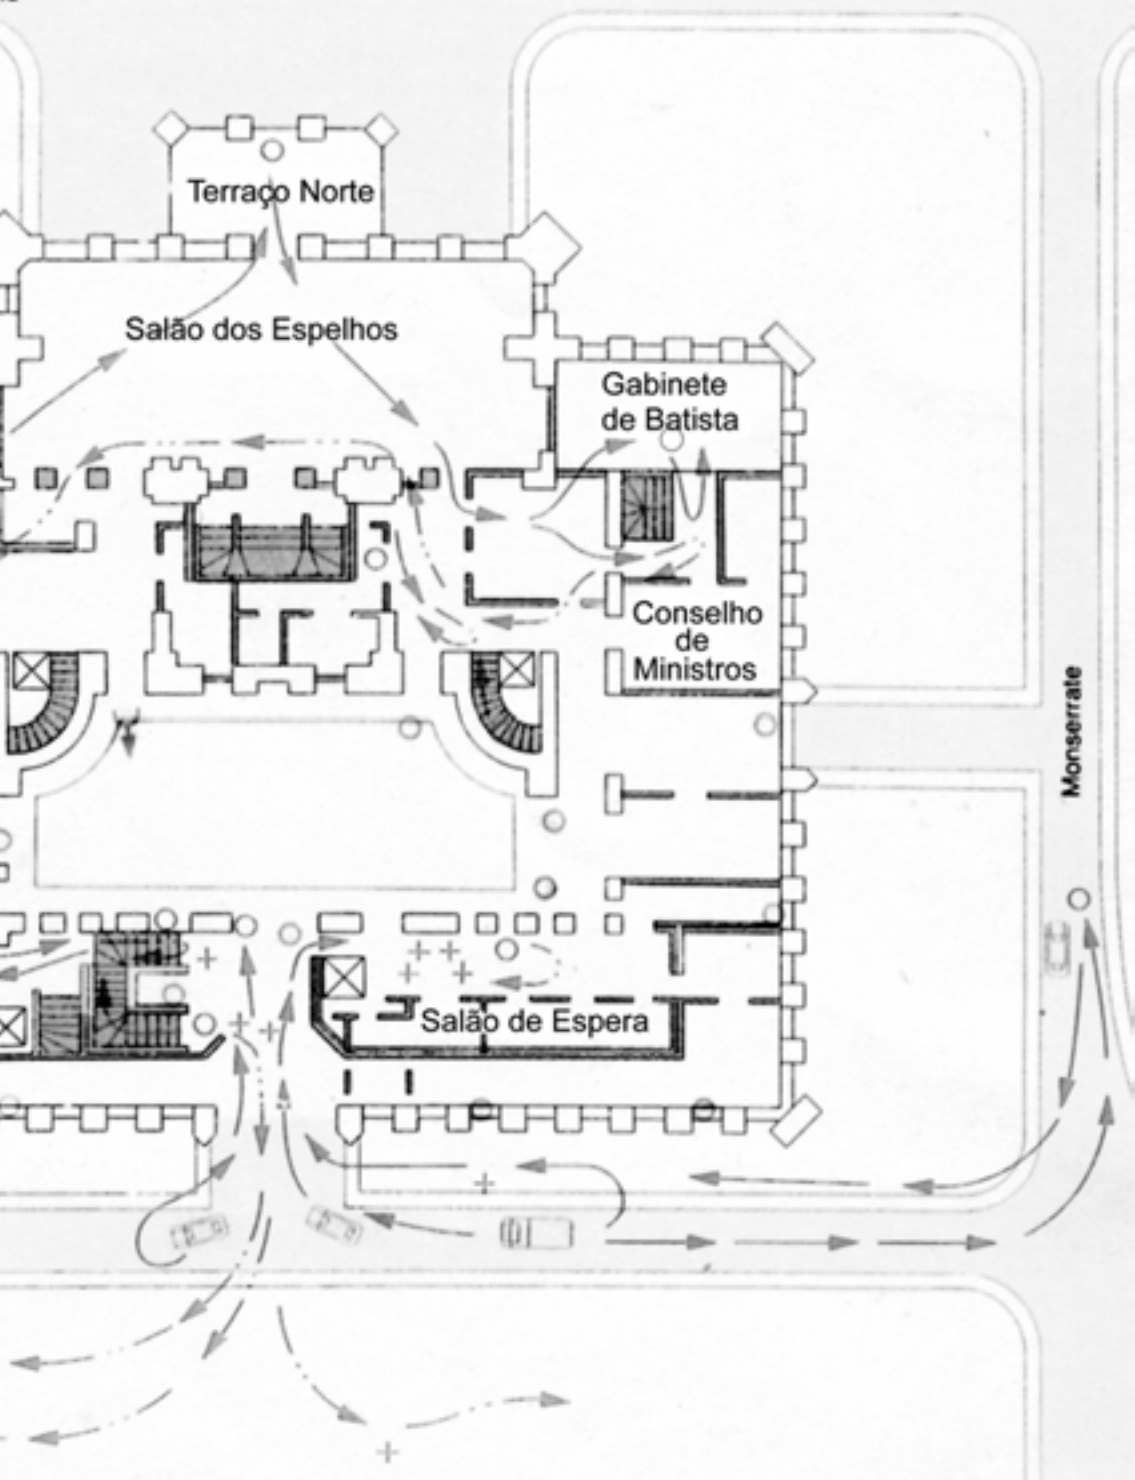 Terraço Norte
Salão dos Espelhos
Gabinete
de Batista
Conselho
de
Ministros
Monserrate
Salão de Espera